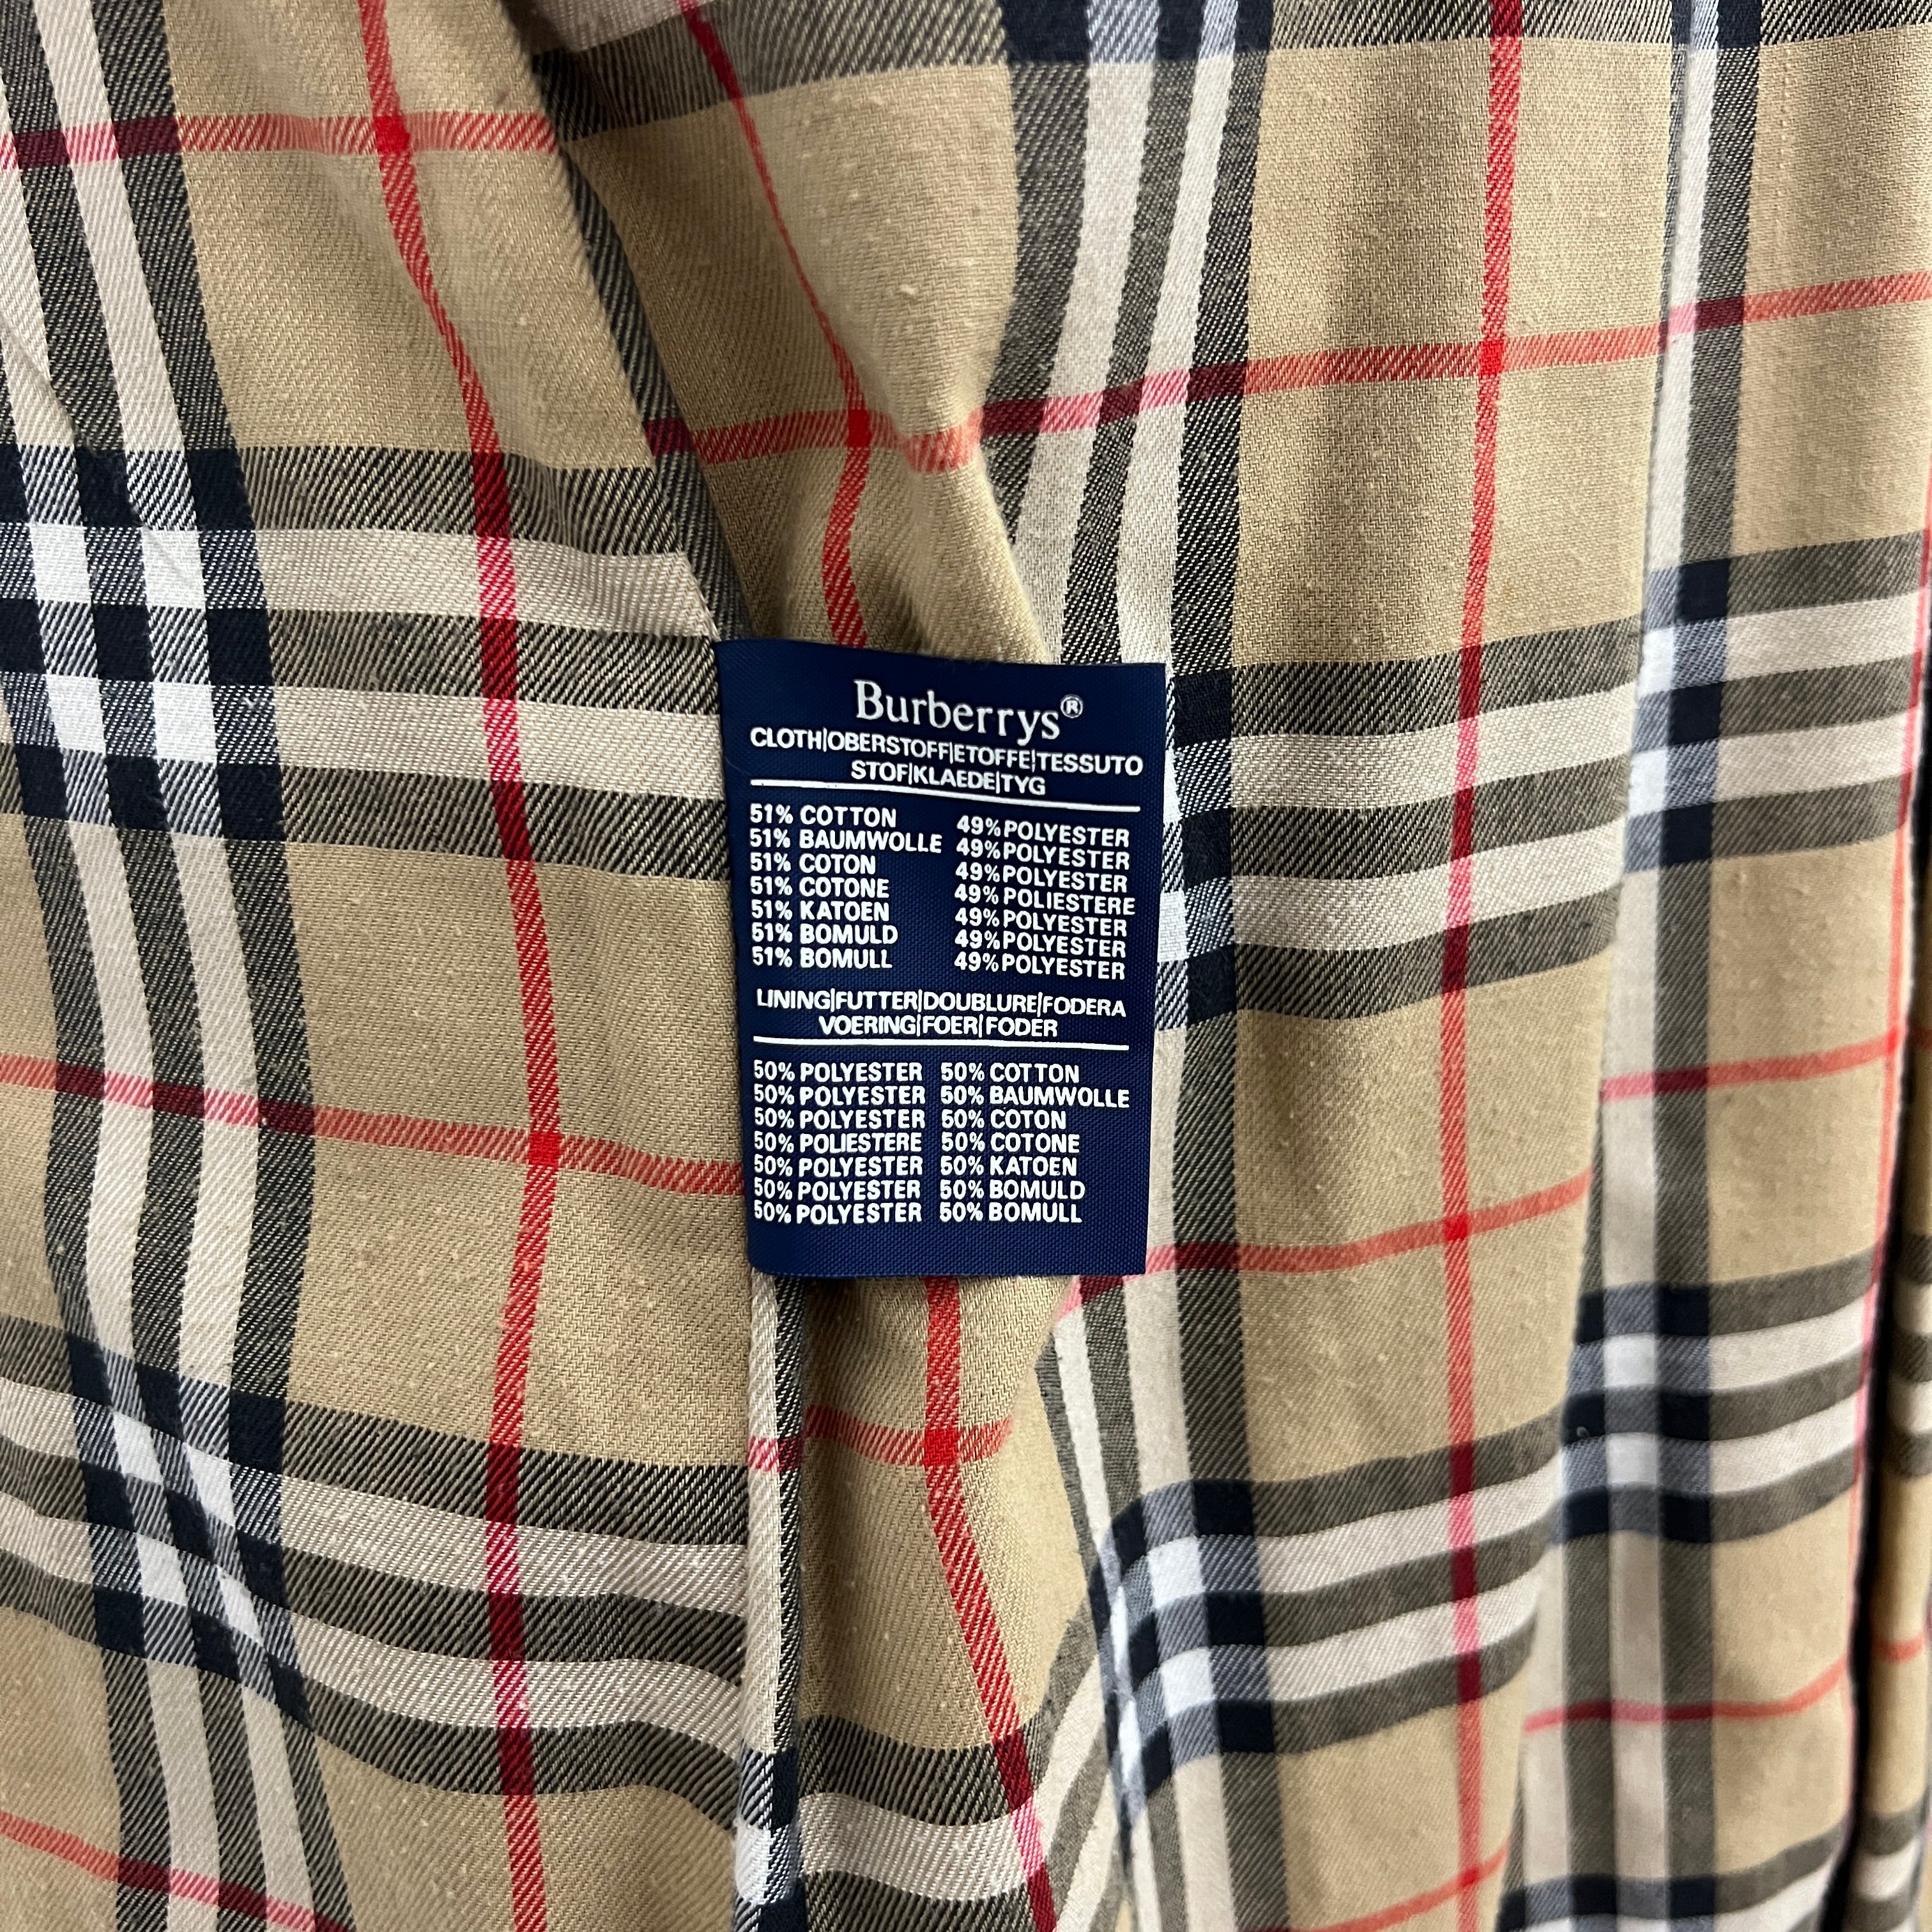 Burberrys®
CLOTH|OBERSTOFF|ETOFFE|TESSUTO
STOF|KLAEDE|TYG
51% COTTON 49% POLYESTER
51% BAUMWOLLE 49% POLYESTER
51% COTON 49% POLYESTER
51% COTONE 49% POLIESTERE
51% KATOEN 49% POLYESTER
51% BOMULD 49% POLYESTER
51% BOMULL 49% POLYESTER
LINING|FUTTER|DOUBLURE|FODERA
VOERING|FOER|FODER
50% POLYESTER 50% COTTON
50% POLYESTER 50% BAUMWOLLE
50% POLYESTER 50% COTON
50% POLIESTERE 50% COTONE
50% POLYESTER 50% KATOEN
50% POLYESTER 50% BOMULD
50% POLYESTER 50% BOMULL